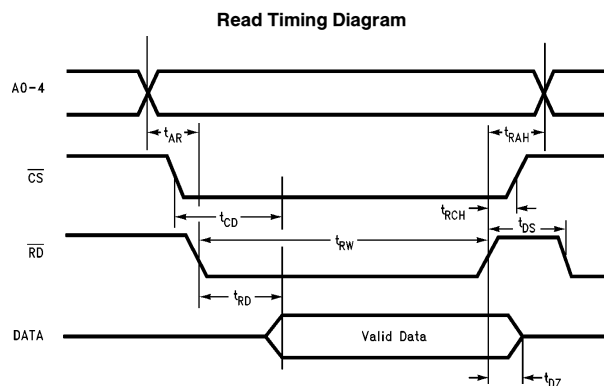 Read Timing Diagram
A0-4
tAR
tRAH
CS
tCD
tRCH
tDS
RD
tRW
tRD
DATA
Valid Data
tDZ